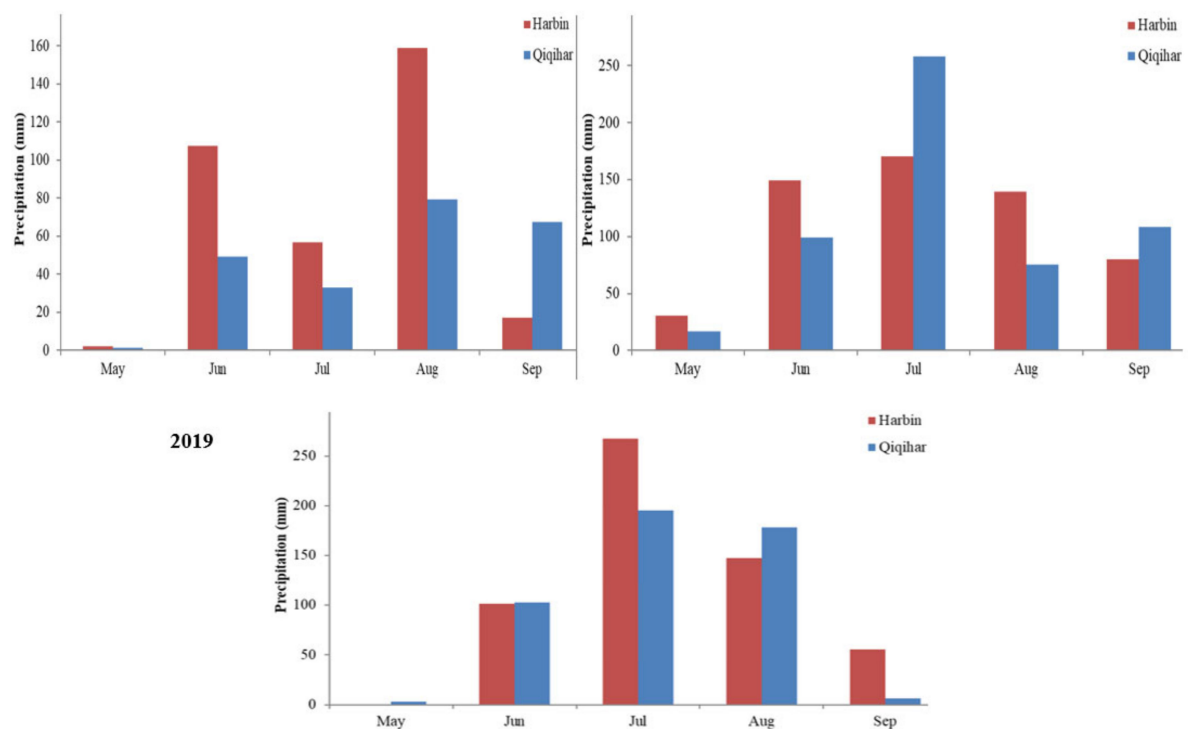 Harbin
Qiqihar
Precipitation (mm)
160
140
120
100
80
60
40
20
0
May Jun Jul Aug Sep
Harbin
Qiqihar
Precipitation (mm)
250
200
150
100
50
0
May Jun Jul Aug Sep
2019
Harbin
Qiqihar
Precipitation (mm)
250
200
150
100
50
0
May Jun Jul Aug Sep